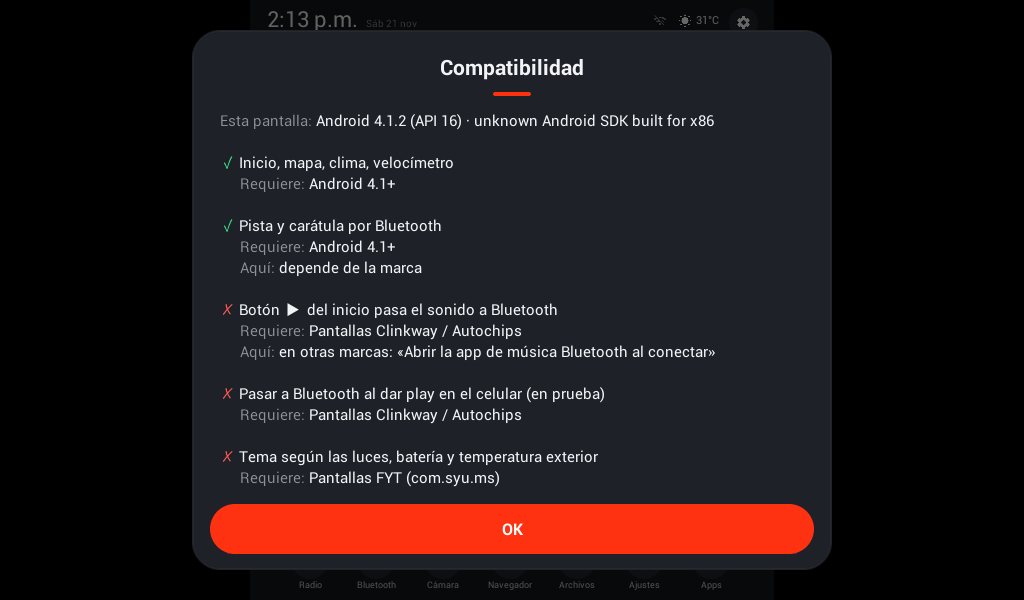 2:13 p.m. Sáb 21 nov 31°C
Compatibilidad
Esta pantalla: Android 4.1.2 (API 16) · unknown Android SDK built for x86
√ Inicio, mapa, clima, velocímetro
Requiere: Android 4.1+
√ Pista y carátula por Bluetooth
Requiere: Android 4.1+
Aquí: depende de la marca
✗ Botón ▶ del inicio pasa el sonido a Bluetooth
Requiere: Pantallas Clinkway / Autochips
Aquí: en otras marcas: «Abrir la app de música Bluetooth al conectar»
✗ Pasar a Bluetooth al dar play en el celular (en prueba)
Requiere: Pantallas Clinkway / Autochips
✗ Tema según las luces, batería y temperatura exterior
Requiere: Pantallas FYT (com.syu.ms)
OK
Radio Bluetooth Cámara Navegador Archivos Ajustes Apps